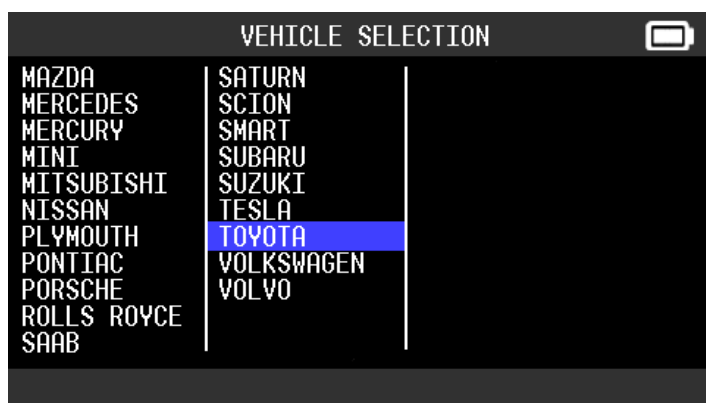 VEHICLE SELECTION
MAZDA
MERCEDES
MERCURY
MINI
MITSUBISHI
NISSAN
PLYMOUTH
PONTIAC
PORSCHE
ROLLS ROYCE
SAAB
SATURN
SCION
SMART
SUBARU
SUZUKI
TESLA
TOYOTA
VOLKSWAGEN
VOLVO